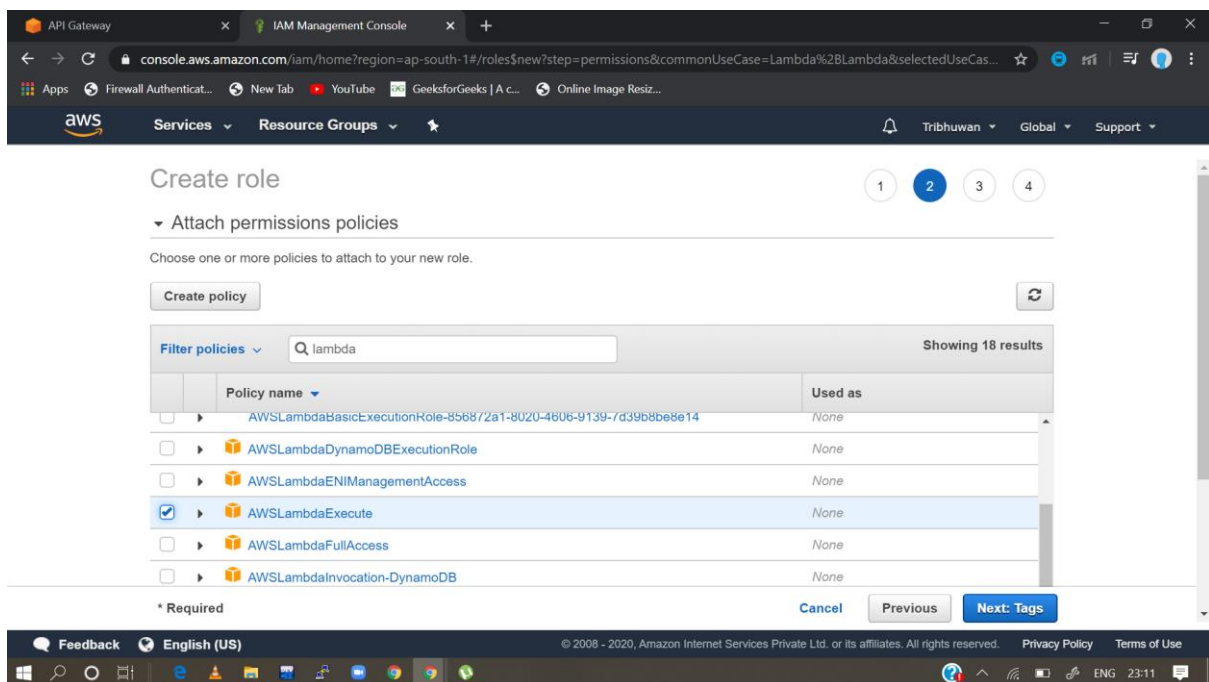 API Gateway
IAM Management Console
console.aws.amazon.com/iam/home?region=ap-south-1#/roles$new?step=permissions&commonUseCase=Lambda%2BLambda&selectedUseCas...
Apps Firewall Authenticat... New Tab YouTube GeeksforGeeks | A c... Online Image Resiz...
aws Services Resource Groups Tribhuwan Global Support
Create role
1 2 3 4
Attach permissions policies
Choose one or more policies to attach to your new role.
Create policy
Filter policies lambda Showing 18 results
Policy name Used as
AWSLambdaBasicExecutionRole-856872a1-8020-4606-9139-7d39b8be8e14 None
AWSLambdaDynamoDBExecutionRole None
AWSLambdaENIManagementAccess None
AWSLambdaExecute None
AWSLambdaFullAccess None
AWSLambdaInvocation-DynamoDB None
* Required Cancel Previous Next: Tags
Feedback English (US) © 2008 - 2020, Amazon Internet Services Private Ltd. or its affiliates. All rights reserved. Privacy Policy Terms of Use
ENG 23:11